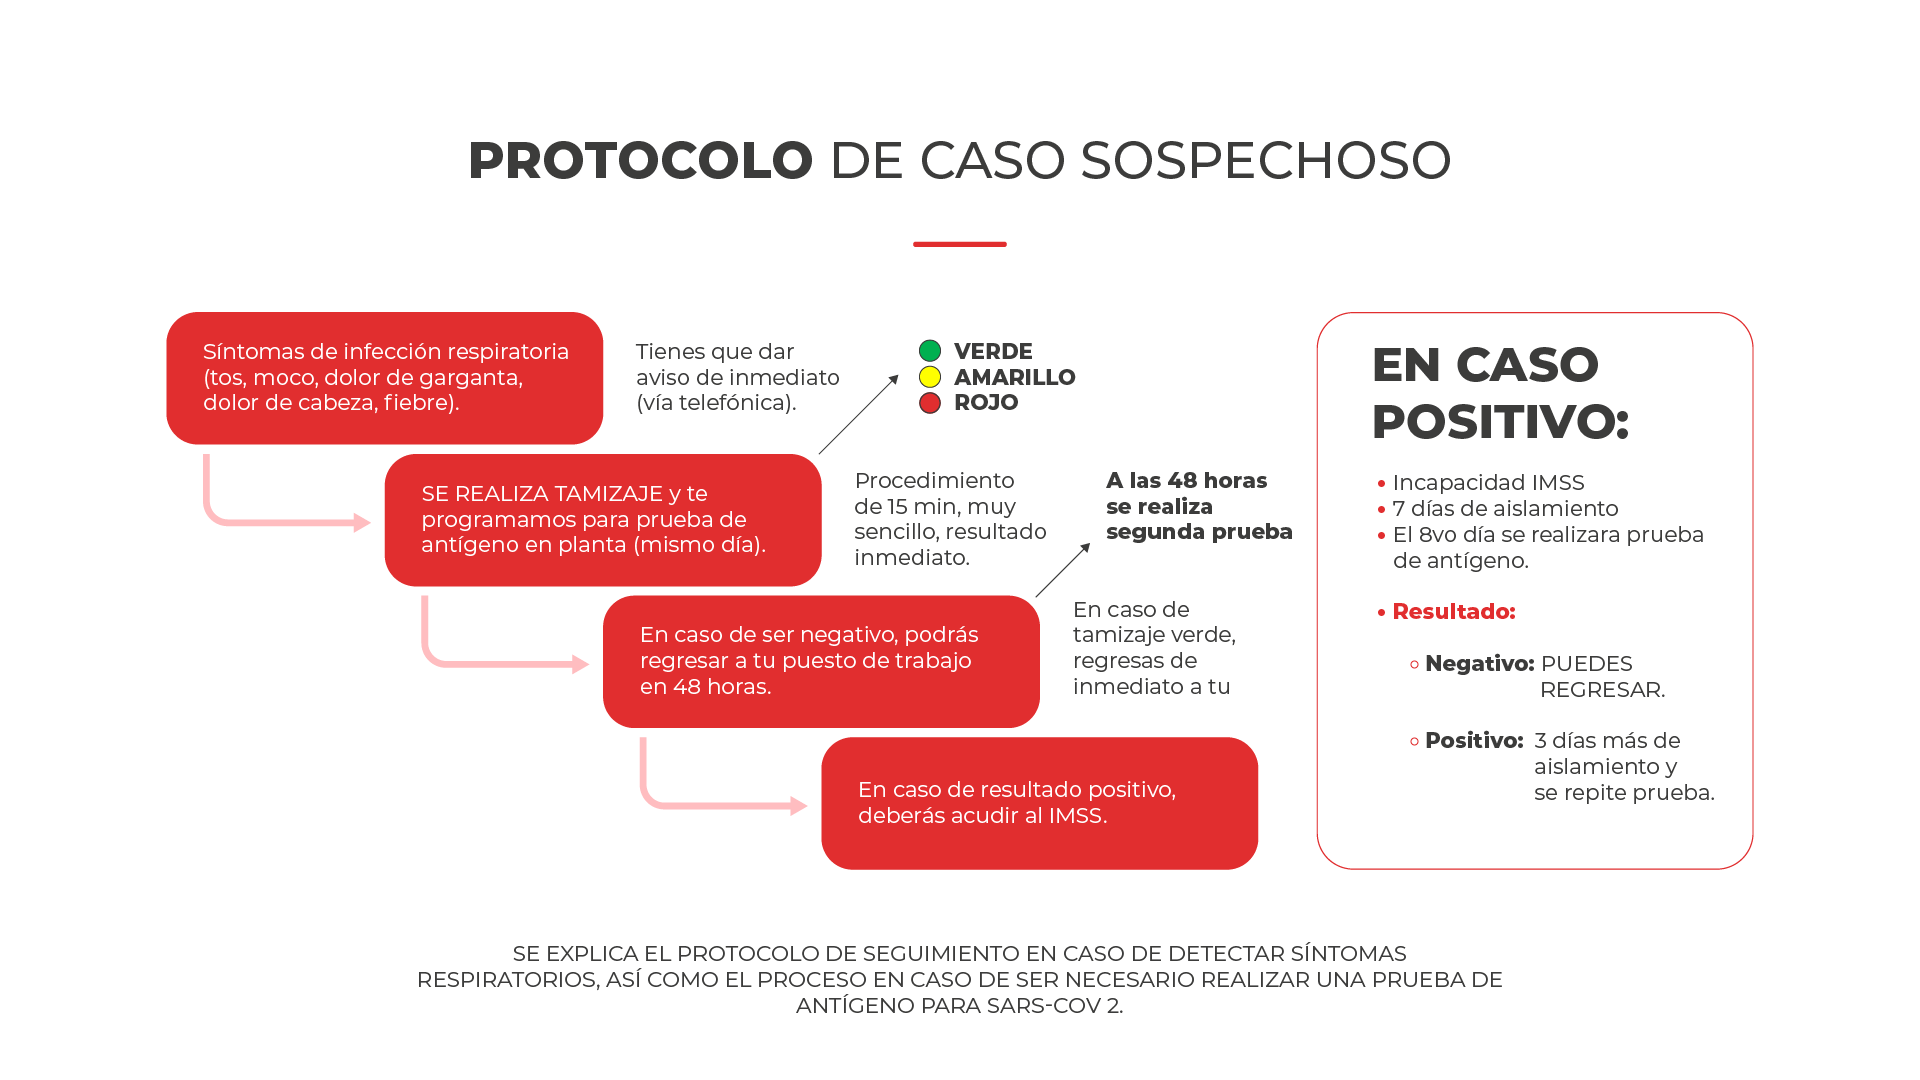 PROTOCOLO DE CASO SOSPECHOSO
Síntomas de infección respiratoria
(tos, moco, dolor de garganta,
dolor de cabeza, fiebre).
Tienes que dar
aviso de inmediato
(vía telefónica).
VERDE
AMARILLO
ROJO
SE REALIZA TAMIZAJE y te
programamos para prueba de
antígeno en planta (mismo día).
Procedimiento
de 15 min, muy
sencillo, resultado
inmediato.
A las 48 horas
se realiza
segunda prueba
En caso de ser negativo, podrás
regresar a tu puesto de trabajo
en 48 horas.
En caso de
tamizaje verde,
regresas de
inmediato a tu
En caso de resultado positivo,
deberás acudir al IMSS.
EN CASO
POSITIVO:
• Incapacidad IMSS
• 7 días de aislamiento
• El 8vo día se realizara prueba
de antígeno.
• Resultado:
◦ Negativo: PUEDES
REGRESAR.
◦ Positivo: 3 días más de
aislamiento y
se repite prueba.
SE EXPLICA EL PROTOCOLO DE SEGUIMIENTO EN CASO DE DETECTAR SÍNTOMAS
RESPIRATORIOS, ASÍ COMO EL PROCESO EN CASO DE SER NECESARIO REALIZAR UNA PRUEBA DE
ANTÍGENO PARA SARS-COV 2.